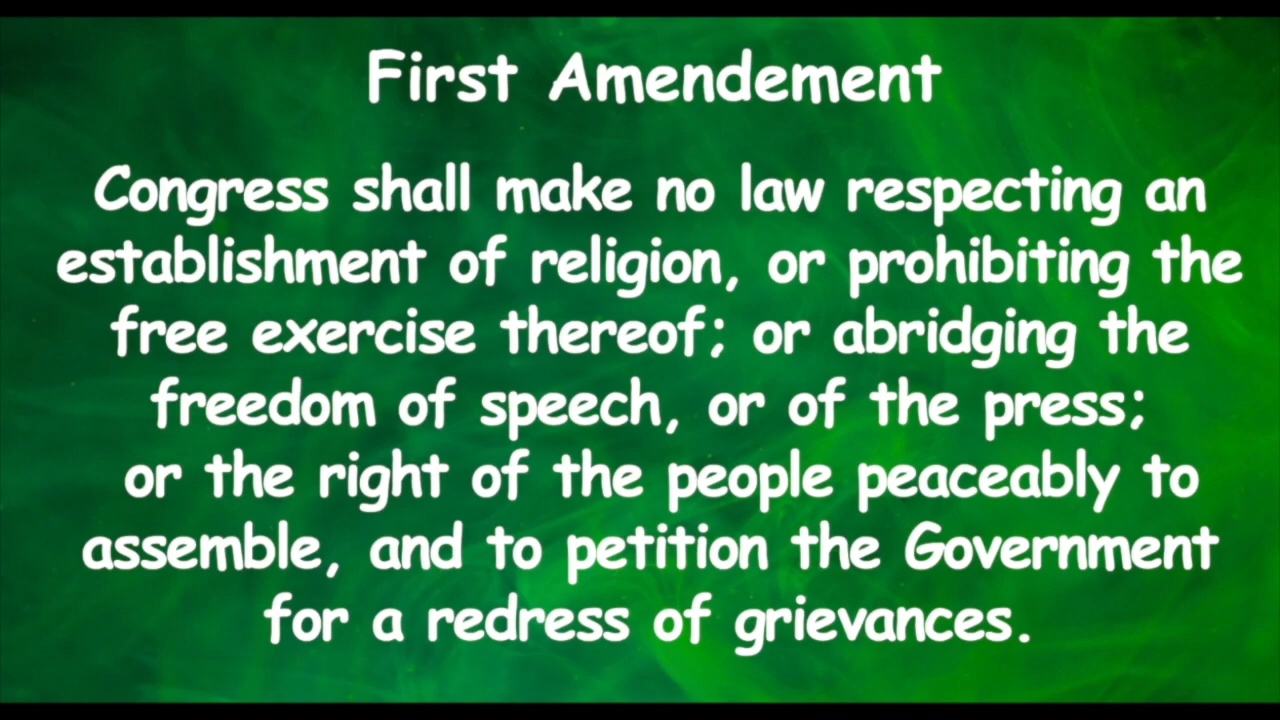 First Amendement
Congress shall make no law respecting an
establishment of religion, or prohibiting the
free exercise thereof; or abridging the
freedom of speech, or of the press;
or the right of the people peaceably to
assemble, and to petition the Government
for a redress of grievances.